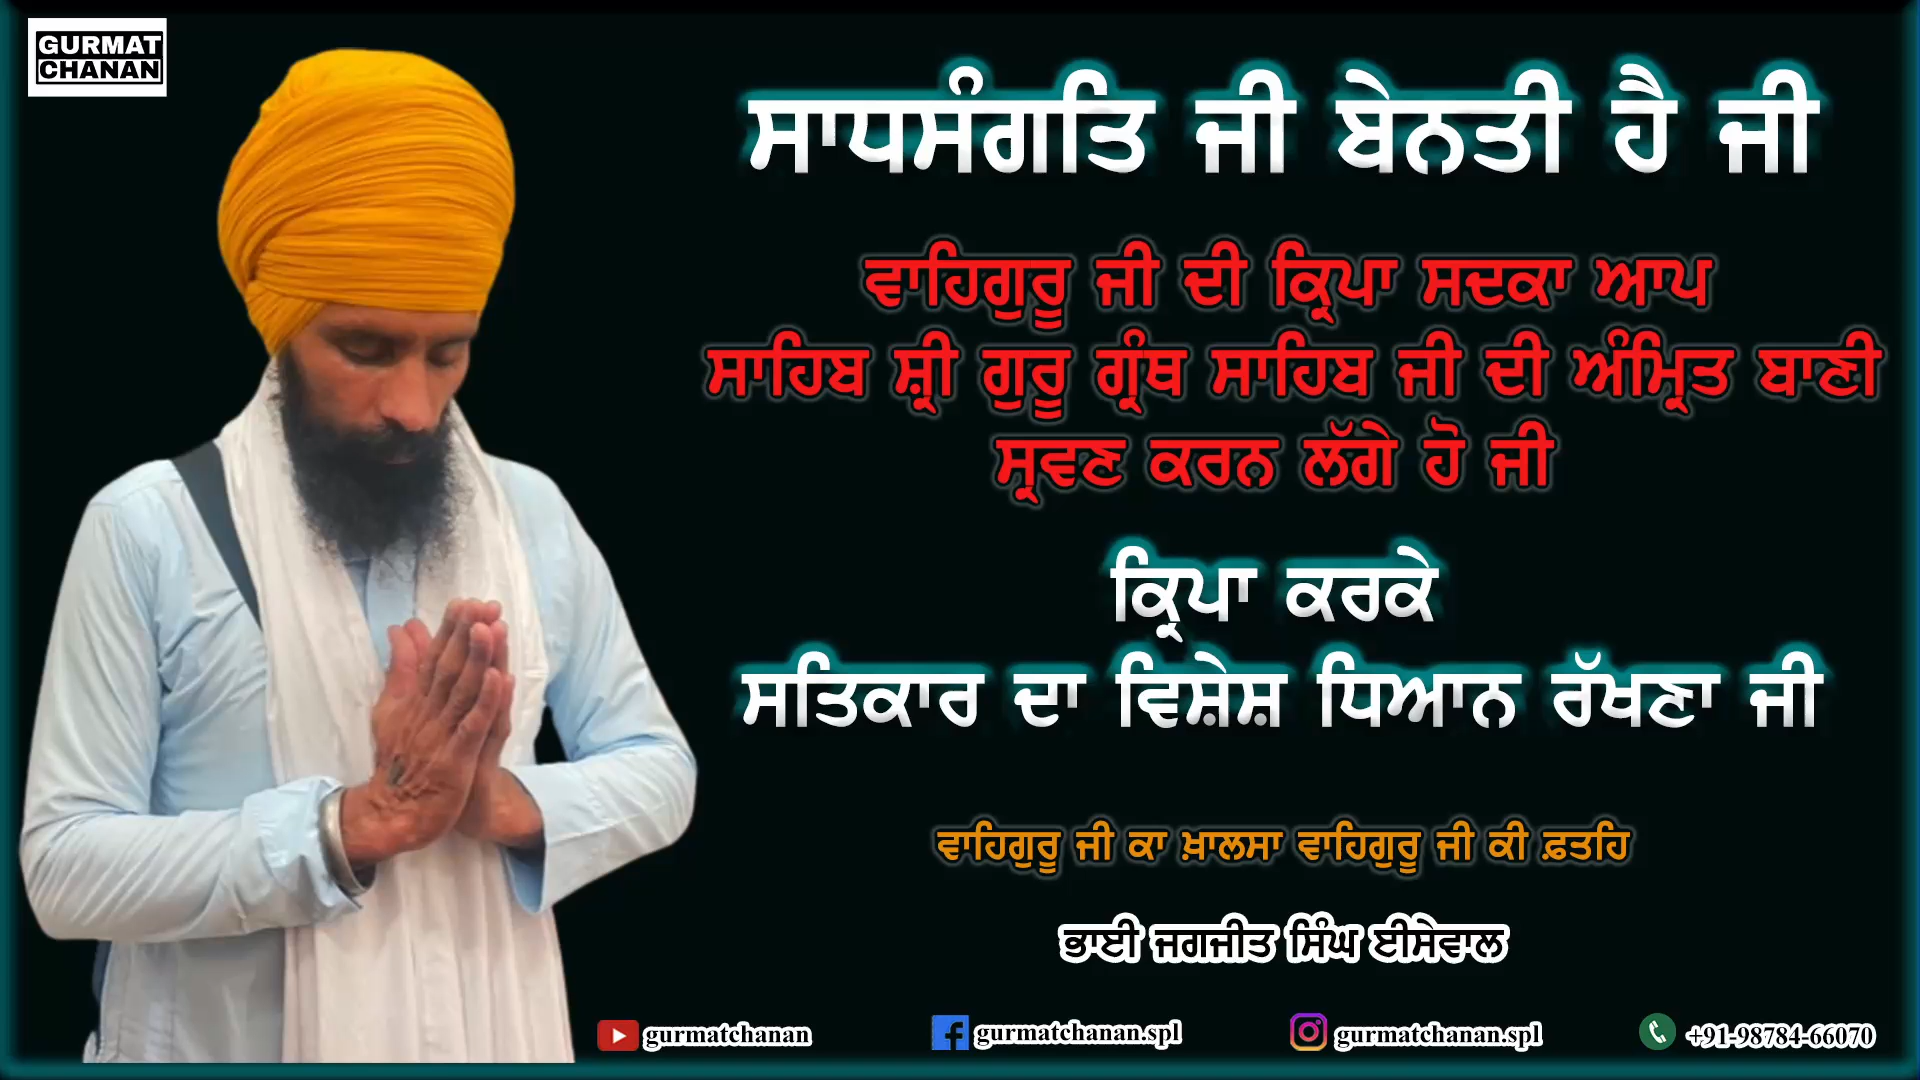 GURMAT
CHANAN
ਸਾਧਸੰਗਤਿ ਜੀ ਬੇਨਤੀ ਹੈ ਜੀ
ਵਾਹਿਗੁਰੂ ਜੀ ਦੀ ਕ੍ਰਿਪਾ ਸਦਕਾ ਆਪ
ਸਾਹਿਬ ਸ਼੍ਰੀ ਗੁਰੂ ਗ੍ਰੰਥ ਸਾਹਿਬ ਜੀ ਦੀ ਅੰਮ੍ਰਿਤ ਬਾਣੀ
ਸ੍ਰਵਣ ਕਰਨ ਲੱਗੇ ਹੋ ਜੀ
ਕ੍ਰਿਪਾ ਕਰਕੇ
ਸਤਿਕਾਰ ਦਾ ਵਿਸ਼ੇਸ਼ ਧਿਆਨ ਰੱਖਣਾ ਜੀ
ਵਾਹਿਗੁਰੂ ਜੀ ਕਾ ਖ਼ਾਲਸਾ ਵਾਹਿਗੁਰੂ ਜੀ ਕੀ ਫ਼ਤਹਿ
ਭਾਈ ਜਗਜੀਤ ਸਿੰਘ ਈਸੇਵਾਲ
gurmatchanan gurmatchanan.spl gurmatchanan.spl +91-98784-66070